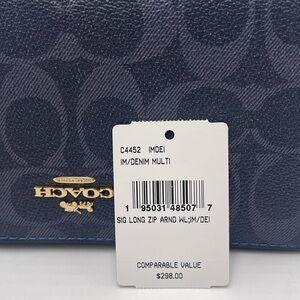 C4452 IMDEI
IM/DENIM MULTI
1 95031 48507 7
SIG LONG ZIP ARND WL;IM/DEI
COMPARABLE VALUE
$298.00
COACH